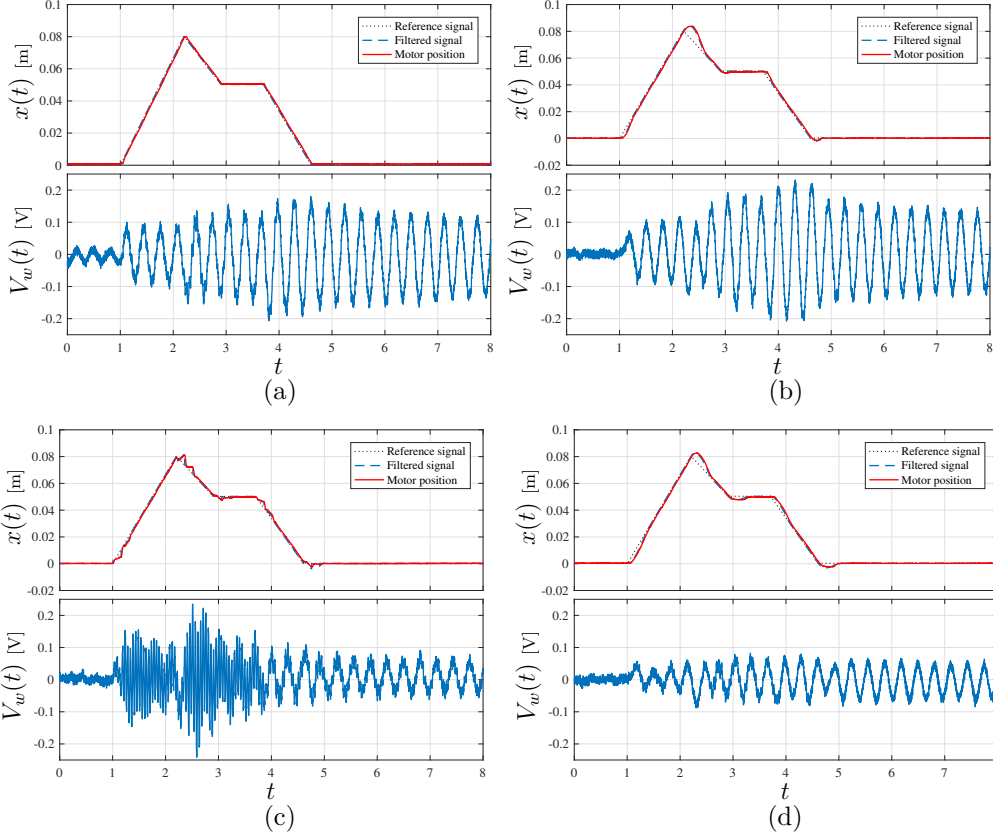 0.1
0.08
0.06
0.04
0.02
0
x(t) [m]
Reference signal
Filtered signal
Motor position
0.2
0.1
0
-0.1
-0.2
V_w(t) [V]
0 1 2 3 4 5 6 7 8
t
(a)
0.1
0.08
0.06
0.04
0.02
0
-0.02
x(t) [m]
Reference signal
Filtered signal
Motor position
0.2
0.1
0
-0.1
-0.2
V_w(t) [V]
0 1 2 3 4 5 6 7 8
t
(b)
0.1
0.08
0.06
0.04
0.02
0
-0.02
x(t) [m]
Reference signal
Filtered signal
Motor position
0.2
0.1
0
-0.1
-0.2
V_w(t) [V]
0 1 2 3 4 5 6 7 8
t
(c)
0.1
0.08
0.06
0.04
0.02
0
-0.02
x(t) [m]
Reference signal
Filtered signal
Motor position
0.2
0.1
0
-0.1
-0.2
V_w(t) [V]
0 1 2 3 4 5 6 7 8
t
(d)